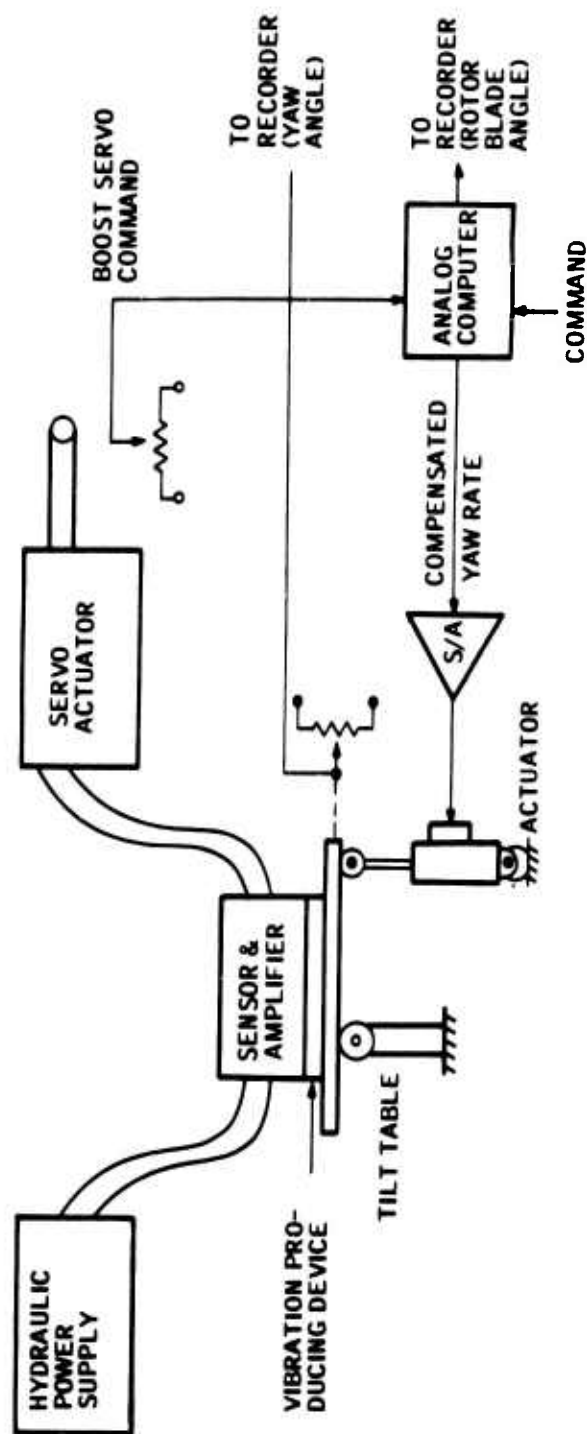 HYDRAULIC
POWER
SUPPLY
SERVO
ACTUATOR
BOOST SERVO
COMMAND
SENSOR &
AMPLIFIER
VIBRATION PRO-
DUCING DEVICE
TILT TABLE
ACTUATOR
S/A
COMPENSATED
YAW RATE
ANALOG
COMPUTER
COMMAND
TO
RECORDER
(YAW
ANGLE)
TO
RECORDER
(ROTOR
BLADE
ANGLE)